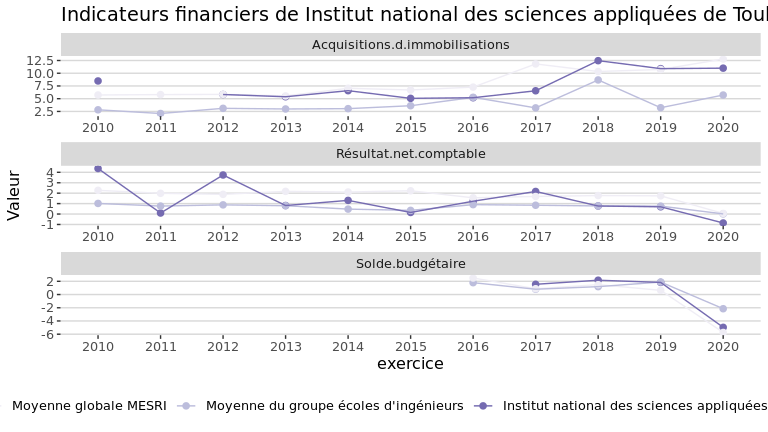 Indicateurs financiers de Institut national des sciences appliquées de Toul
Acquisitions.d.immobilisations
12.5
10.0
7.5
5.0
2.5
2010 2011 2012 2013 2014 2015 2016 2017 2018 2019 2020
Résultat.net.comptable
4
3
2
1
0
-1
2010 2011 2012 2013 2014 2015 2016 2017 2018 2019 2020
Solde.budgétaire
2
0
-2
-4
-6
2010 2011 2012 2013 2014 2015 2016 2017 2018 2019 2020
Valeur
exercice
Moyenne globale MESRI Moyenne du groupe écoles d'ingénieurs Institut national des sciences appliquées